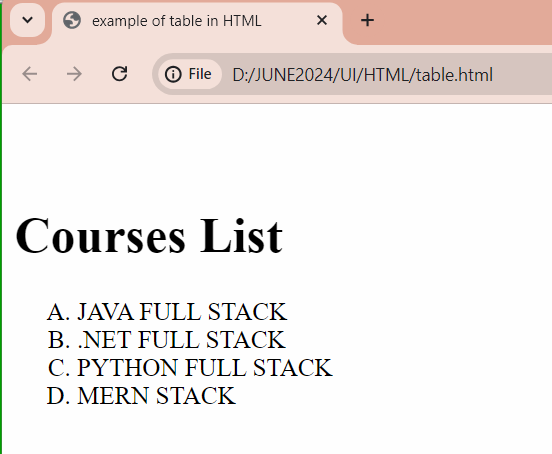 example of table in HTML
File D:/JUNE2024/UI/HTML/table.html
Courses List
A. JAVA FULL STACK
B. .NET FULL STACK
C. PYTHON FULL STACK
D. MERN STACK